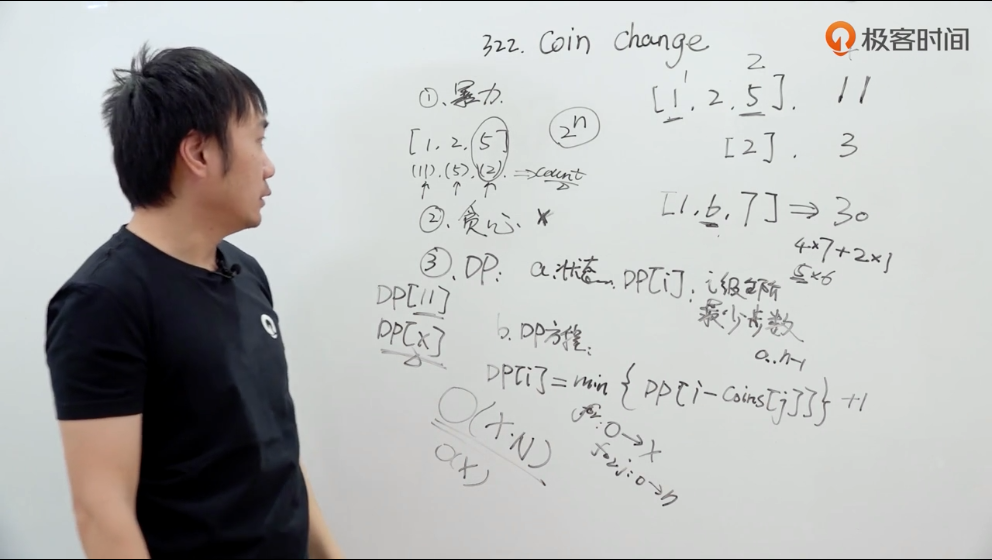 极客时间
322. Coin Change
①. 暴力.
[1, 2, 5]
(11). (5). (2). ⇒ count
2^n
1 2
[1, 2, 5]. 11
[2]. 3
[1, 6, 7] ⇒ 30
4×7+2×1
5×6
②. 贪心. ×
③. DP: a. 状态 DP[i]: i级台阶
最少步数
0..n-1
DP[11]
DP[x]
b. DP方程:
DP[i] = min { DP[i - coins[j]] } + 1
for: 0 → x
for j: 0 → n
O(x·N)
O(x)